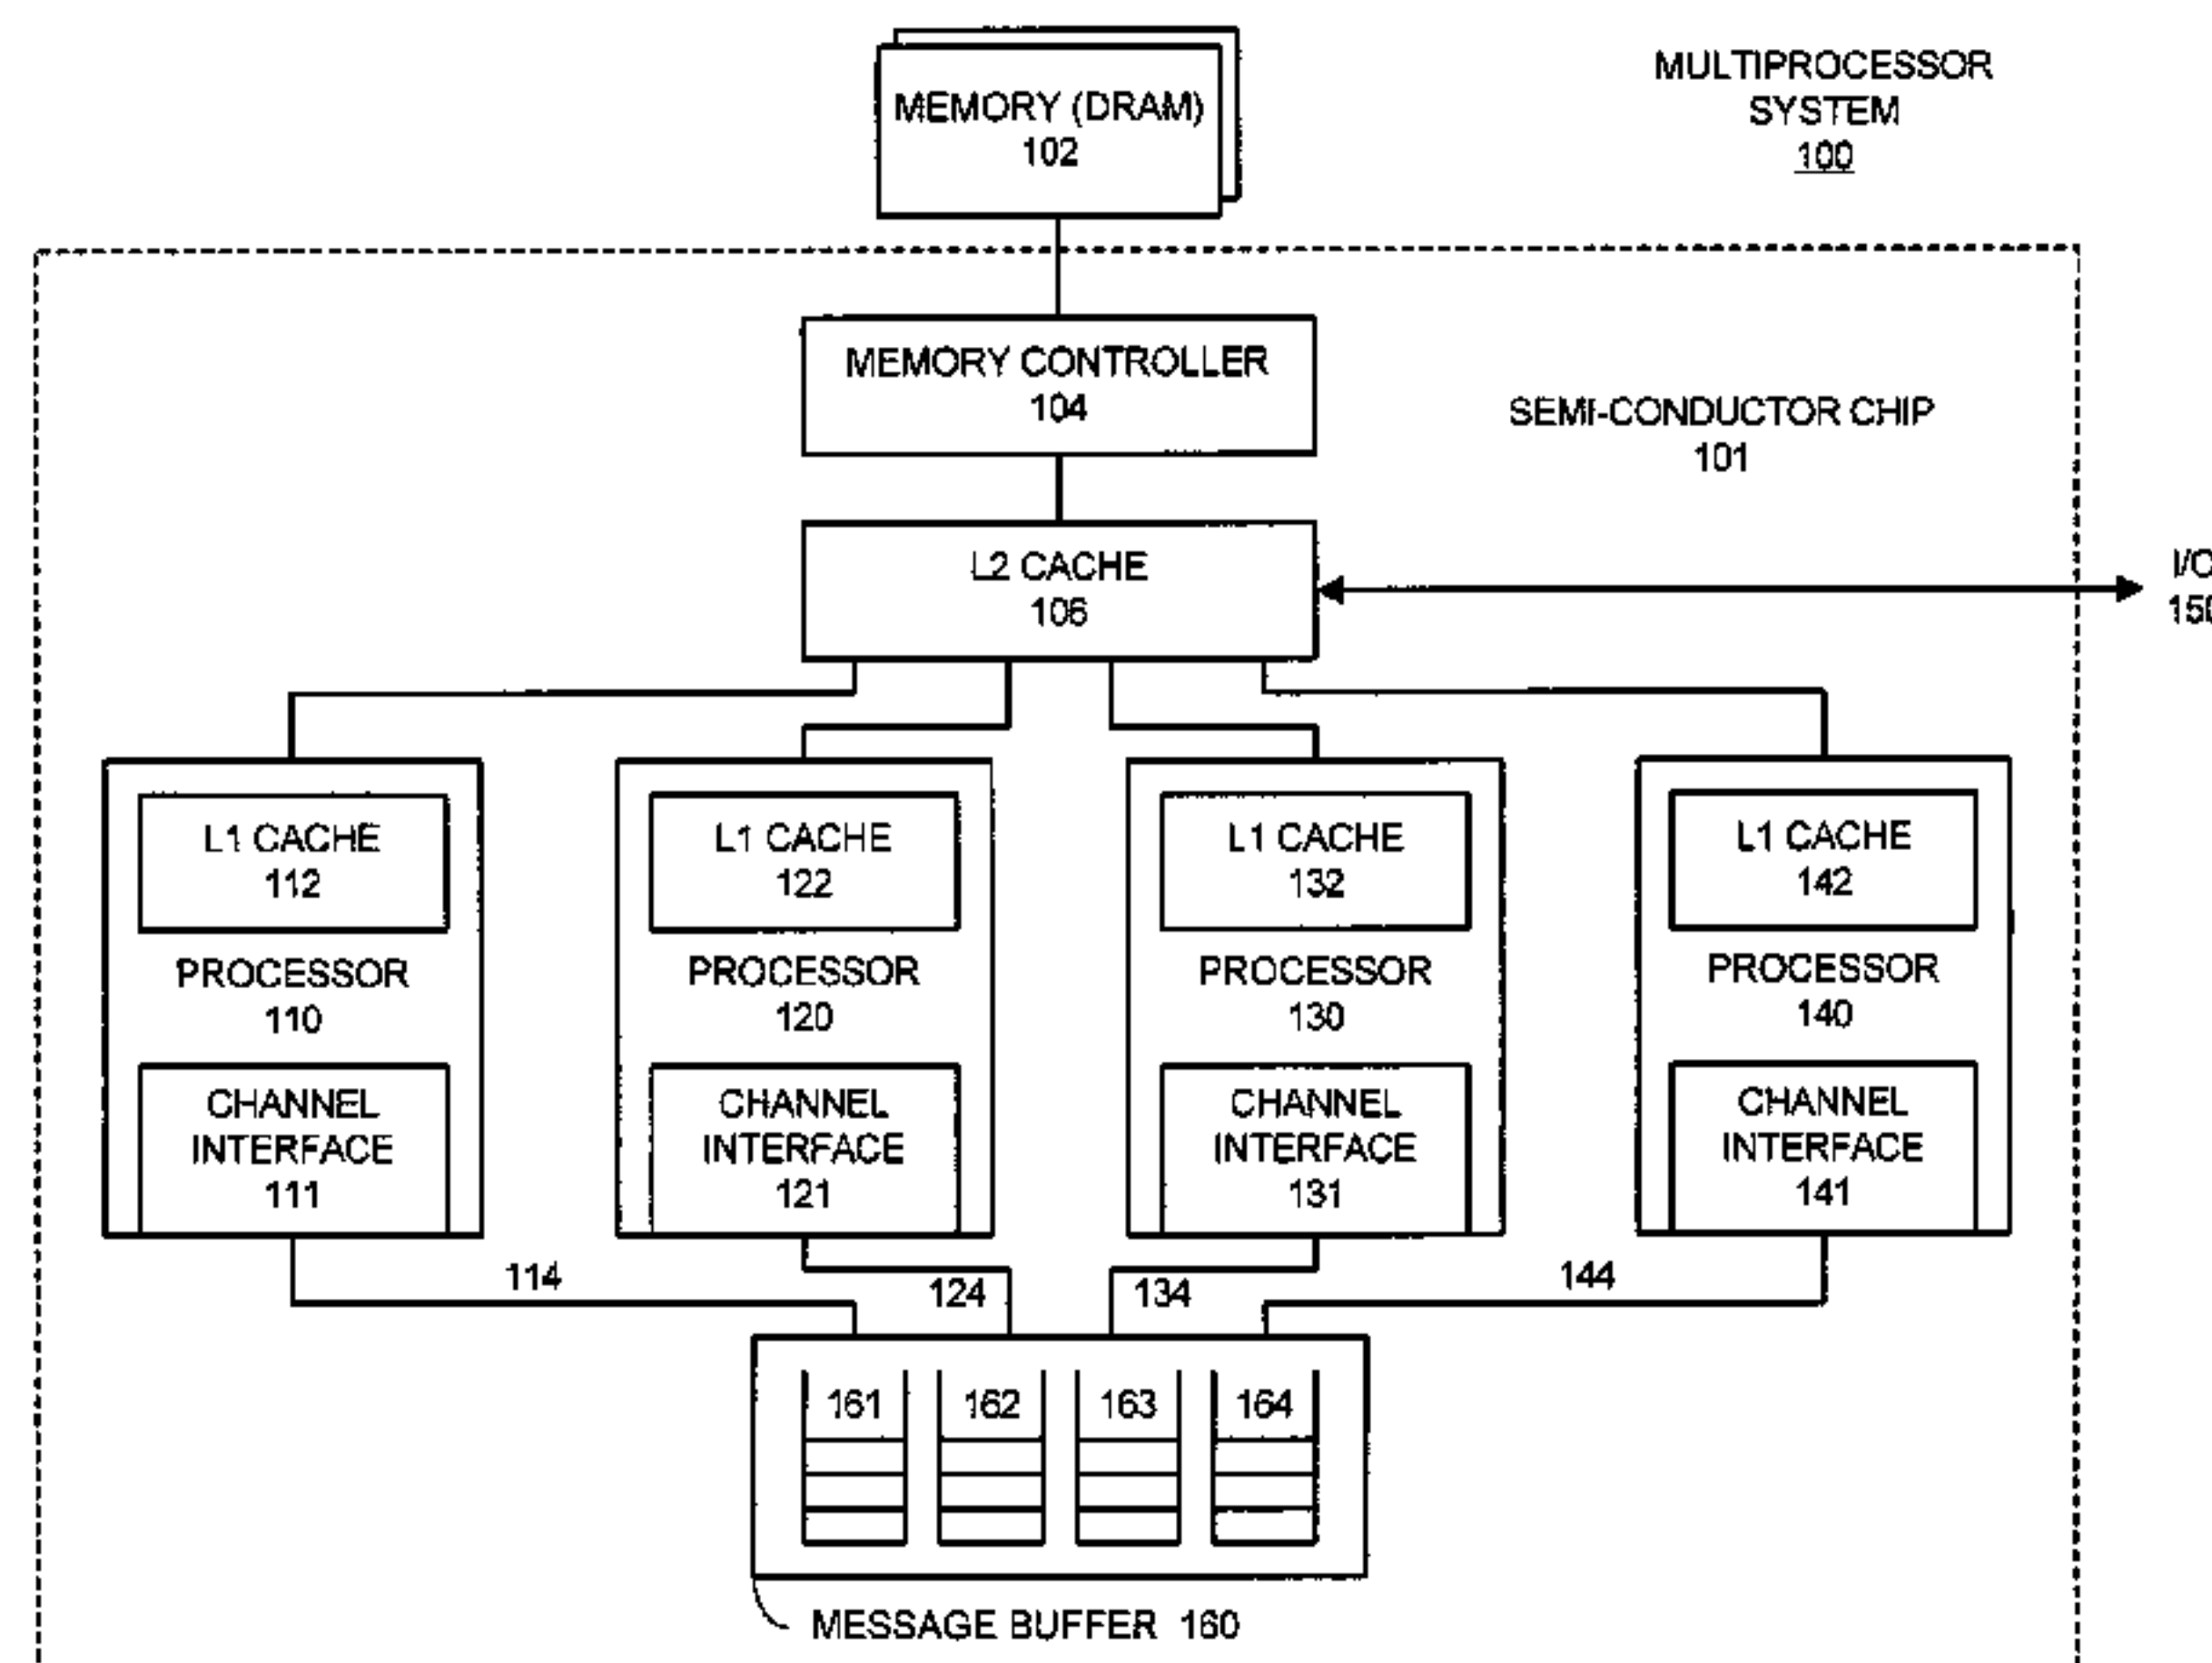 MEMORY (DRAM)
102
MULTIPROCESSOR
SYSTEM
100
MEMORY CONTROLLER
104
SEMI-CONDUCTOR CHIP
101
L2 CACHE
106
L1 CACHE
112
PROCESSOR
110
CHANNEL
INTERFACE
111
L1 CACHE
122
PROCESSOR
120
CHANNEL
INTERFACE
121
L1 CACHE
132
PROCESSOR
130
CHANNEL
INTERFACE
131
L1 CACHE
142
PROCESSOR
140
CHANNEL
INTERFACE
141
114
124
134
144
161
162
163
164
MESSAGE BUFFER 160